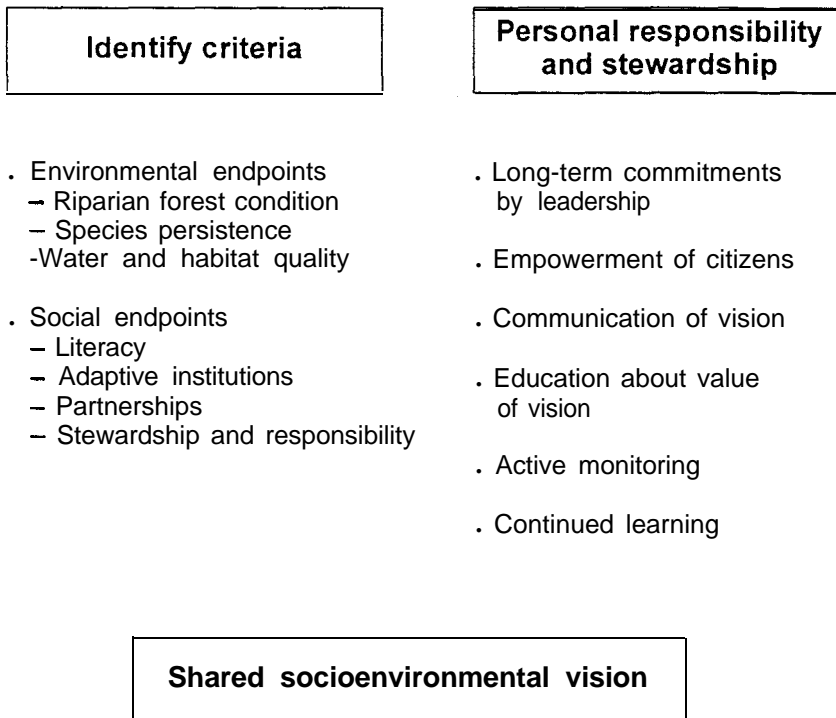 Identify criteria
. Environmental endpoints
– Riparian forest condition
– Species persistence
-Water and habitat quality
. Social endpoints
– Literacy
– Adaptive institutions
– Partnerships
– Stewardship and responsibility
Personal responsibility
and stewardship
. Long-term commitments
by leadership
. Empowerment of citizens
. Communication of vision
. Education about value
of vision
. Active monitoring
. Continued learning
Shared socioenvironmental vision